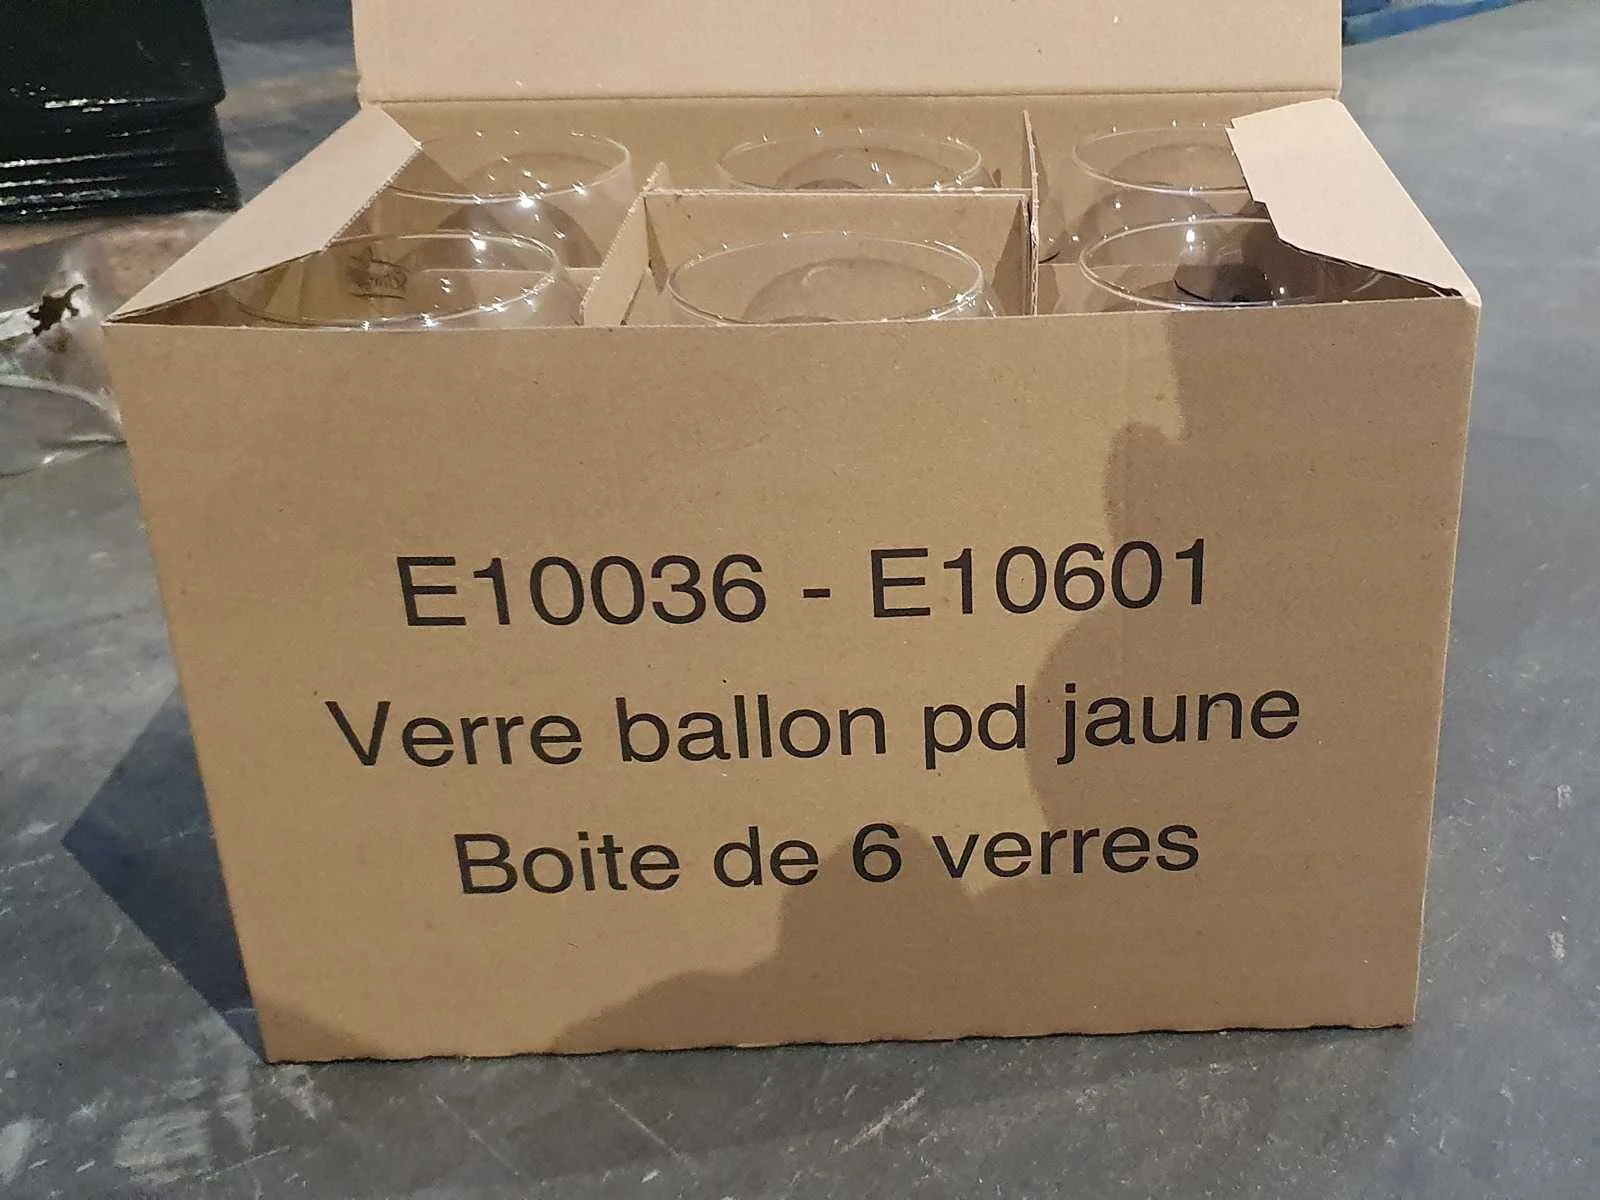 E10036 - E10601
Verre ballon pd jaune
Boite de 6 verres